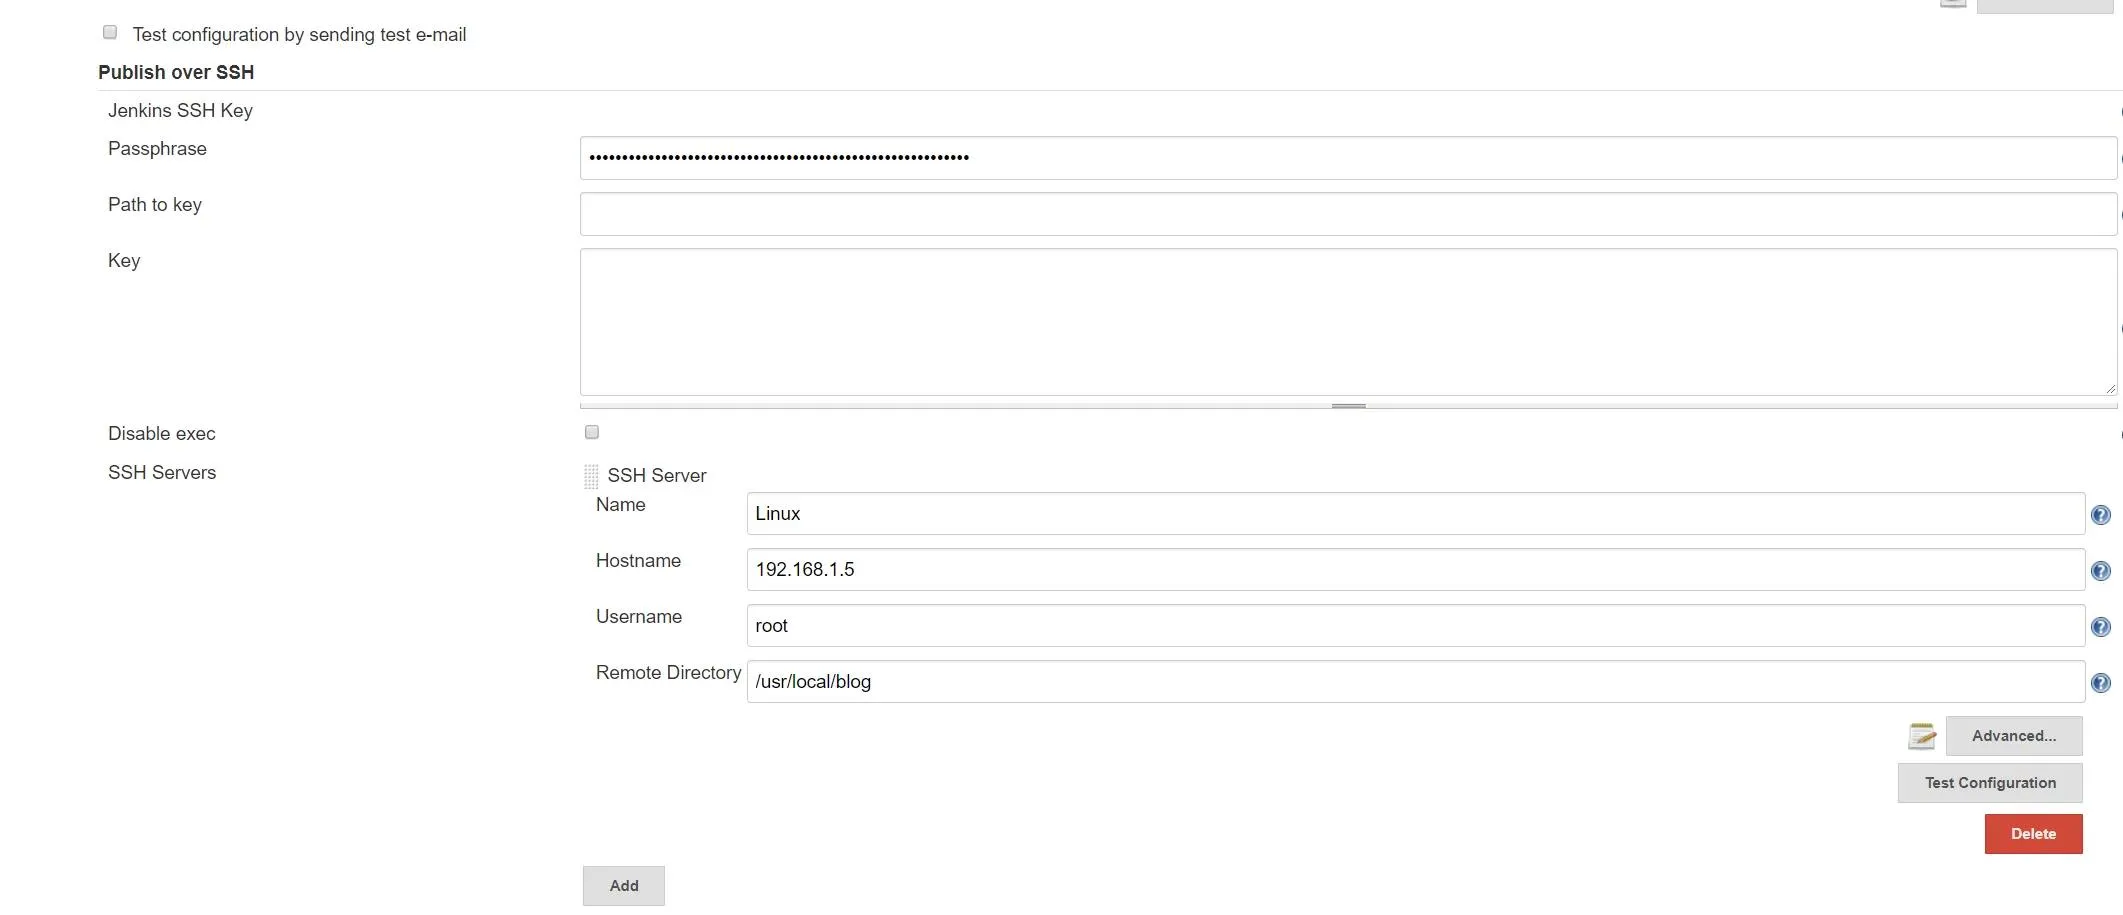 Test configuration by sending test e-mail
Publish over SSH
Jenkins SSH Key
Passphrase
Path to key
Key
Disable exec
SSH Servers
SSH Server
Name
Linux
Hostname
192.168.1.5
Username
root
Remote Directory
/usr/local/blog
Advanced...
Test Configuration
Delete
Add